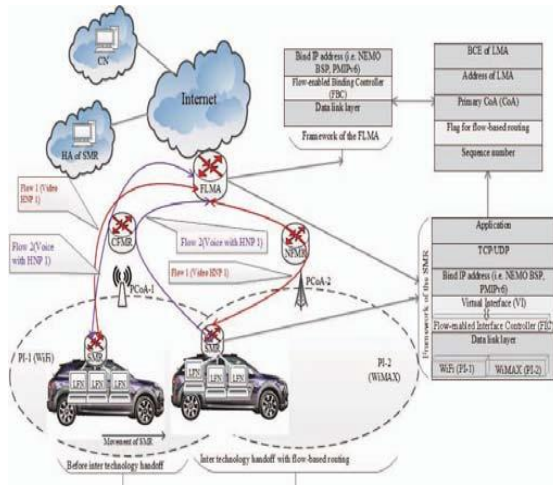 CN
Internet
HA of SMR
Flow 1 (Video
HNP 1)
FLMA
CFMR
Flow 2(Voice
with HNP 1)
Flow 2(Voice with HNP 1)
NFMR
Flow 1 (Video HNP 1)
PCoA-1
PCoA-2
SMR
SMR
PI-1 (WiFi)
PI-2
(WiMAX)
LFN
LFN
LFN
LFN
LFN
LFN
Movement of SMR
Before inter technology handoff
Inter technology handoff with flow-based routing
Bind IP address (i.e. NEMO
BSP, PMIPv6)
Flow-enabled Binding Controller
(FBC)
Data link layer
Framework of the FLMA
BCE of LMA
Address of LMA
Primary CoA (CoA)
Flag for flow-based routing
Sequence number
Framework of the SMR
Application
TCP-UDP
Bind IP address (i.e. NEMO BSP,
PMIPv6)
Virtual Interface (VI)
Flow-enabled Interface Controller (FIC)
Data link layer
WiFi (PI-1)
WiMAX (PI-2)